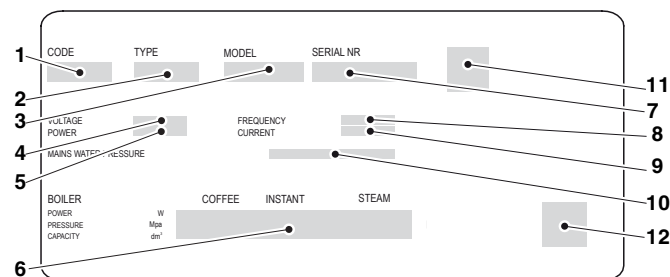 1 CODE TYPE MODEL SERIAL NR
2 11
3 7
VOLTAGE FREQUENCY 8
4 POWER CURRENT
5 MAINS WATER PRESSURE 9
10
BOILER COFFEE INSTANT STEAM
POWER W
PRESSURE Mpa
CAPACITY dm³ 12
6